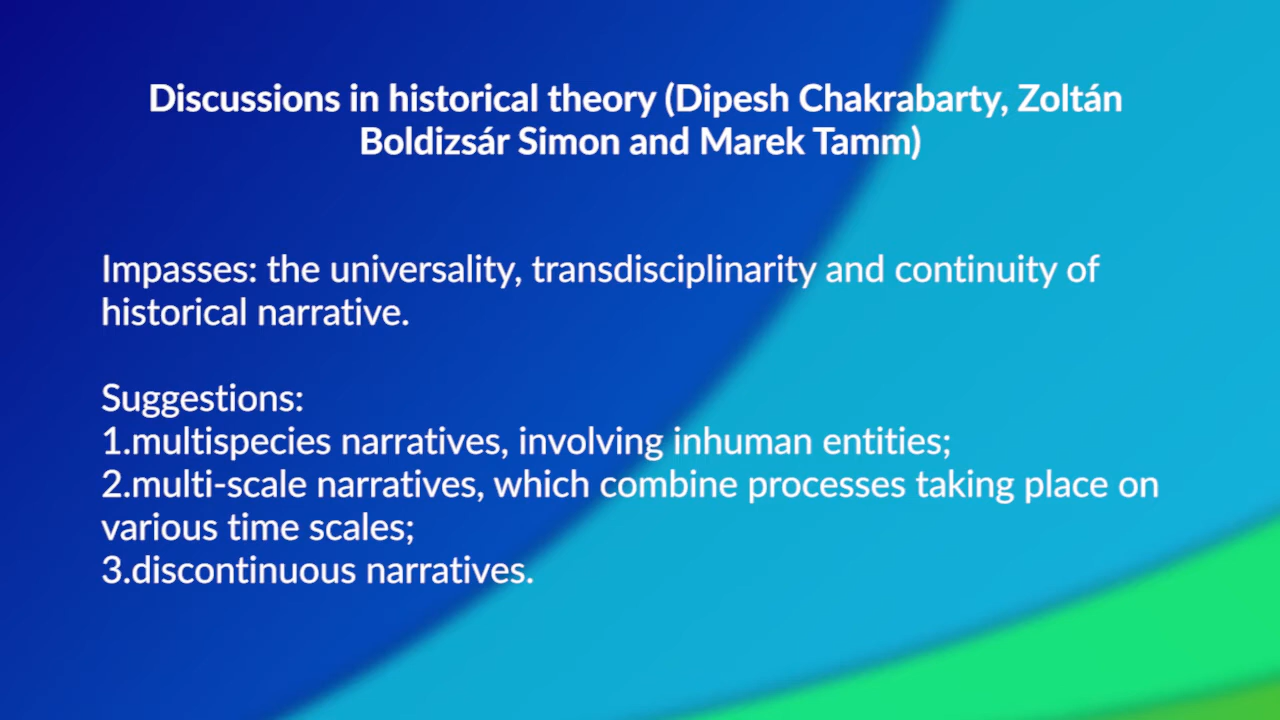 Discussions in historical theory (Dipesh Chakrabarty, Zoltán
Boldizsár Simon and Marek Tamm)
Impasses: the universality, transdisciplinarity and continuity of
historical narrative.
Suggestions:
1.multispecies narratives, involving inhuman entities;
2.multi-scale narratives, which combine processes taking place on
various time scales;
3.discontinuous narratives.